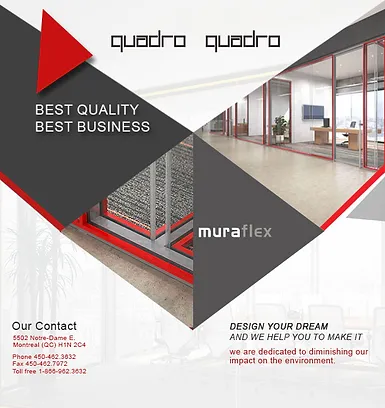 quadro quadro
BEST QUALITY
BEST BUSINESS
muraflex
Our Contact
5502 Notre-Dame E.
Montreal (QC) H1N 2C4
Phone 450-462.3632
Fax 450-462.7972
Toll free 1-866-962.3632
DESIGN YOUR DREAM
AND WE HELP YOU TO MAKE IT
we are dedicated to diminishing our
impact on the environment.